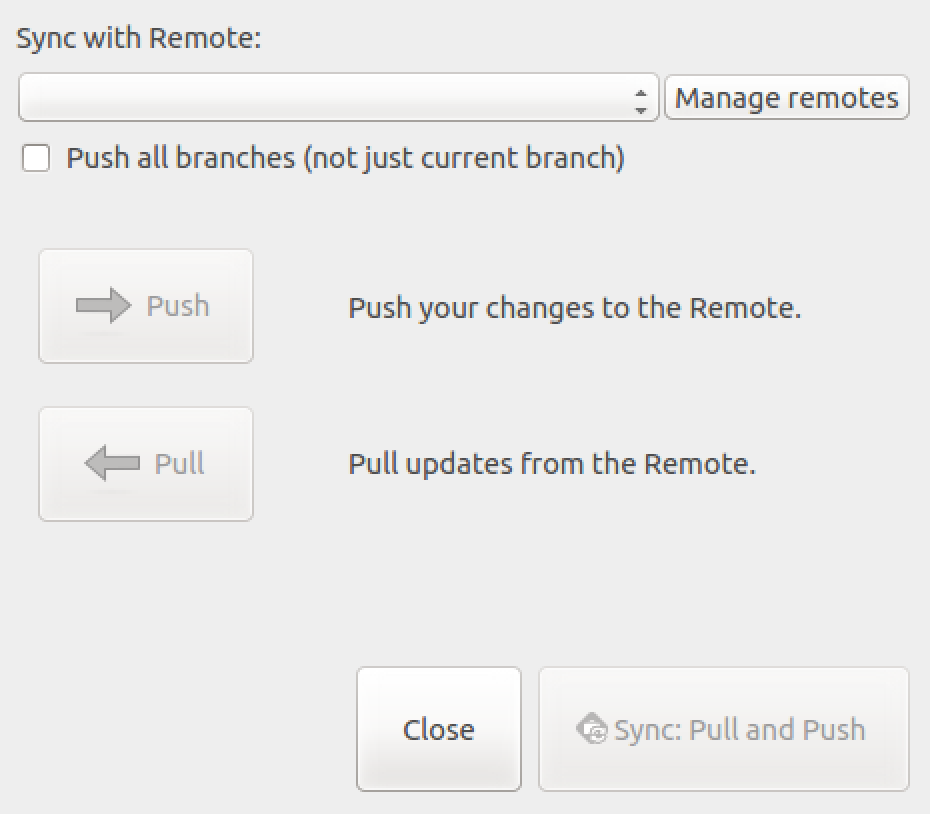 Sync with Remote:
Manage remotes
Push all branches (not just current branch)
Push
Push your changes to the Remote.
Pull
Pull updates from the Remote.
Close
Sync: Pull and Push